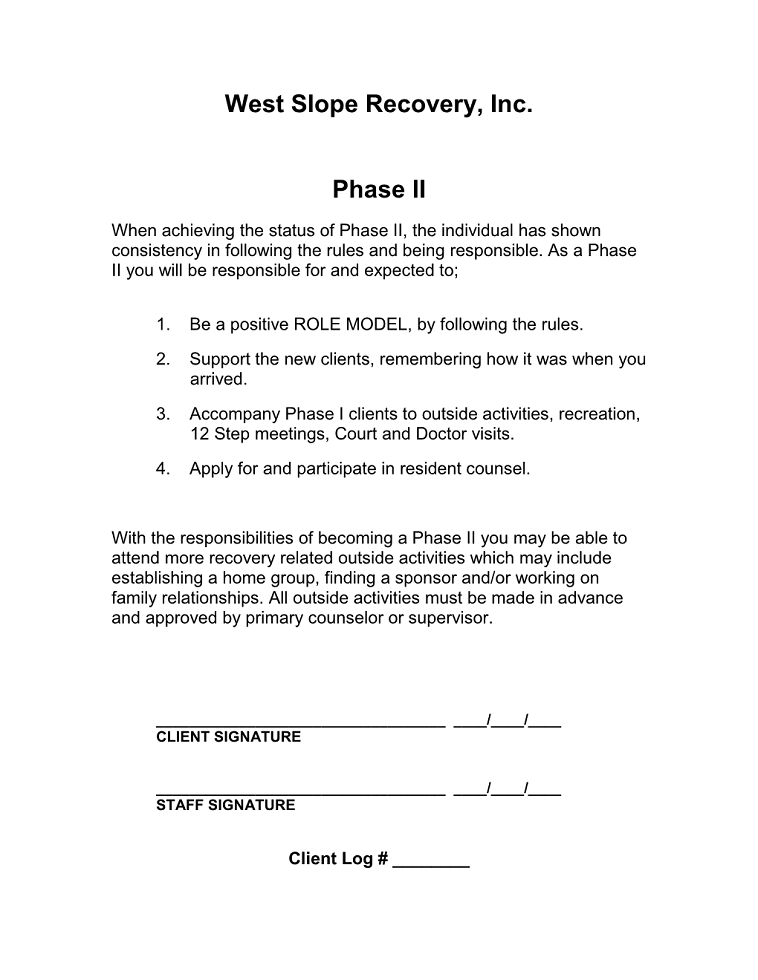 West Slope Recovery, Inc.
Phase II
When achieving the status of Phase II, the individual has shown
consistency in following the rules and being responsible. As a Phase
II you will be responsible for and expected to;
1. Be a positive ROLE MODEL, by following the rules.
2. Support the new clients, remembering how it was when you
arrived.
3. Accompany Phase I clients to outside activities, recreation,
12 Step meetings, Court and Doctor visits.
4. Apply for and participate in resident counsel.
With the responsibilities of becoming a Phase II you may be able to
attend more recovery related outside activities which may include
establishing a home group, finding a sponsor and/or working on
family relationships. All outside activities must be made in advance
and approved by primary counselor or supervisor.
__________________________________ ____/____/____
CLIENT SIGNATURE
__________________________________ ____/____/____
STAFF SIGNATURE
Client Log # ________